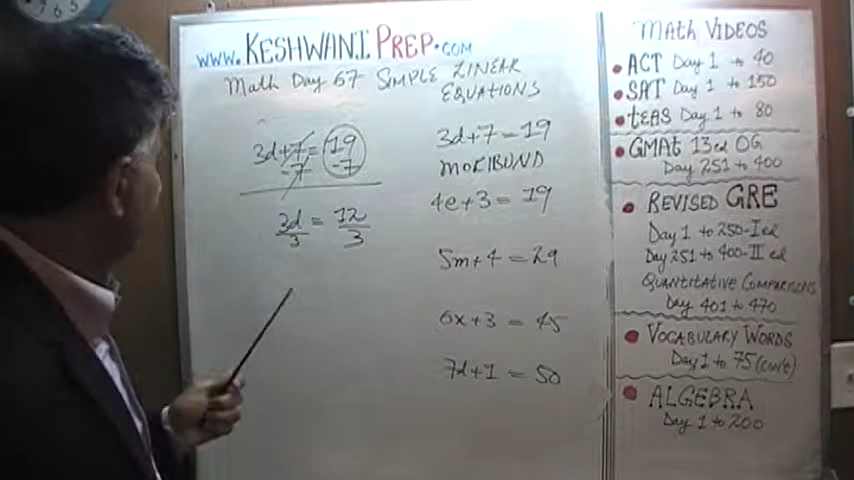 www.KESHWANIPREP.COM
Math Day 67 SIMPLE LINEAR
EQUATIONS
3d+7=19
-7 -7
3d = 12
3 3
3d+7=19
MORIBUND
4e+3=19
5m+4=29
6x+3=45
7d+1=50
Math VIDEOS
ACT Day 1 to 40
SAT Day 1 to 150
tEAS Day 1 to 80
GMAt 13ed OG
Day 251 to 400
REVISED GRE
Day 1 to 250-I ed
Day 251 to 400-II ed
QUANTITATIVE COMPARISONS
Day 401 to 470
VOCABULARY WORDS
Day 1 to 75
ALGEBRA
Day 1 to 200